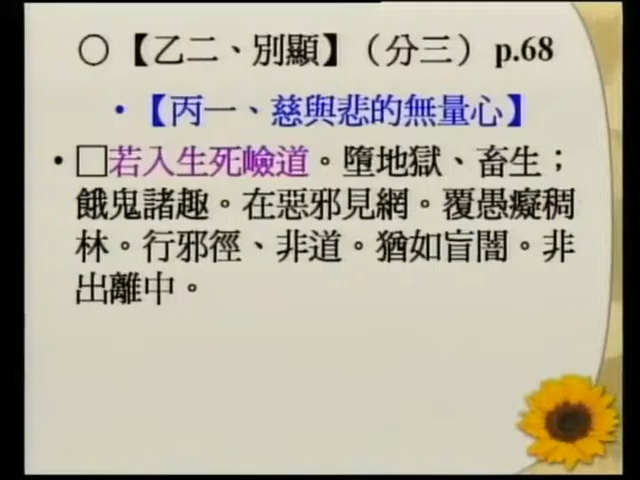 ○【乙二、別顯】（分三）p.68
•【丙一、慈與悲的無量心】
•□若入生死嶮道。墮地獄、畜生；
餓鬼諸趣。在惡邪見網。覆愚癡稠
林。行邪徑、非道。猶如盲闇。非
出離中。